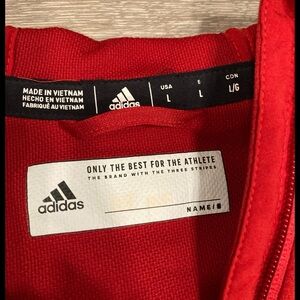 MADE IN VIETNAM
HECHO EN VIETNAM
FABRIQUÉ AU VIETNAM
adidas
USA
L
E
L
CDN
L/G
ONLY THE BEST FOR THE ATHLETE
THE BRAND WITH THE THREE STRIPES
adidas
NAME/#